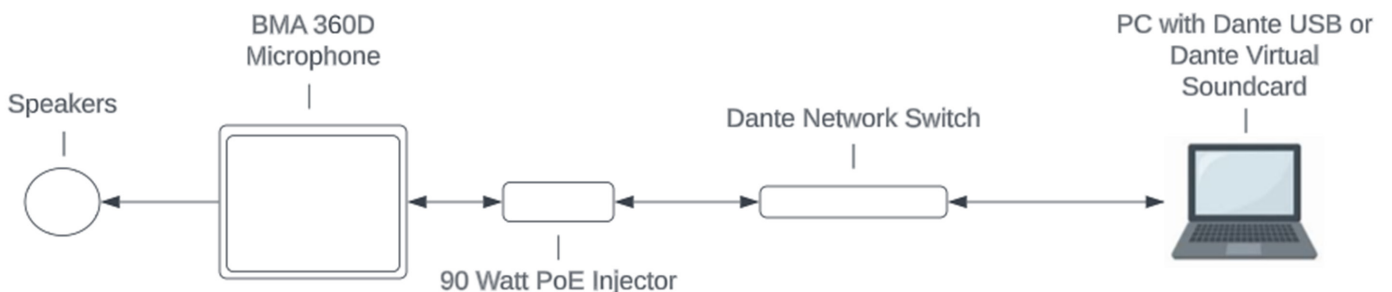 Speakers
BMA 360D
Microphone
90 Watt PoE Injector
Dante Network Switch
PC with Dante USB or
Dante Virtual
Soundcard